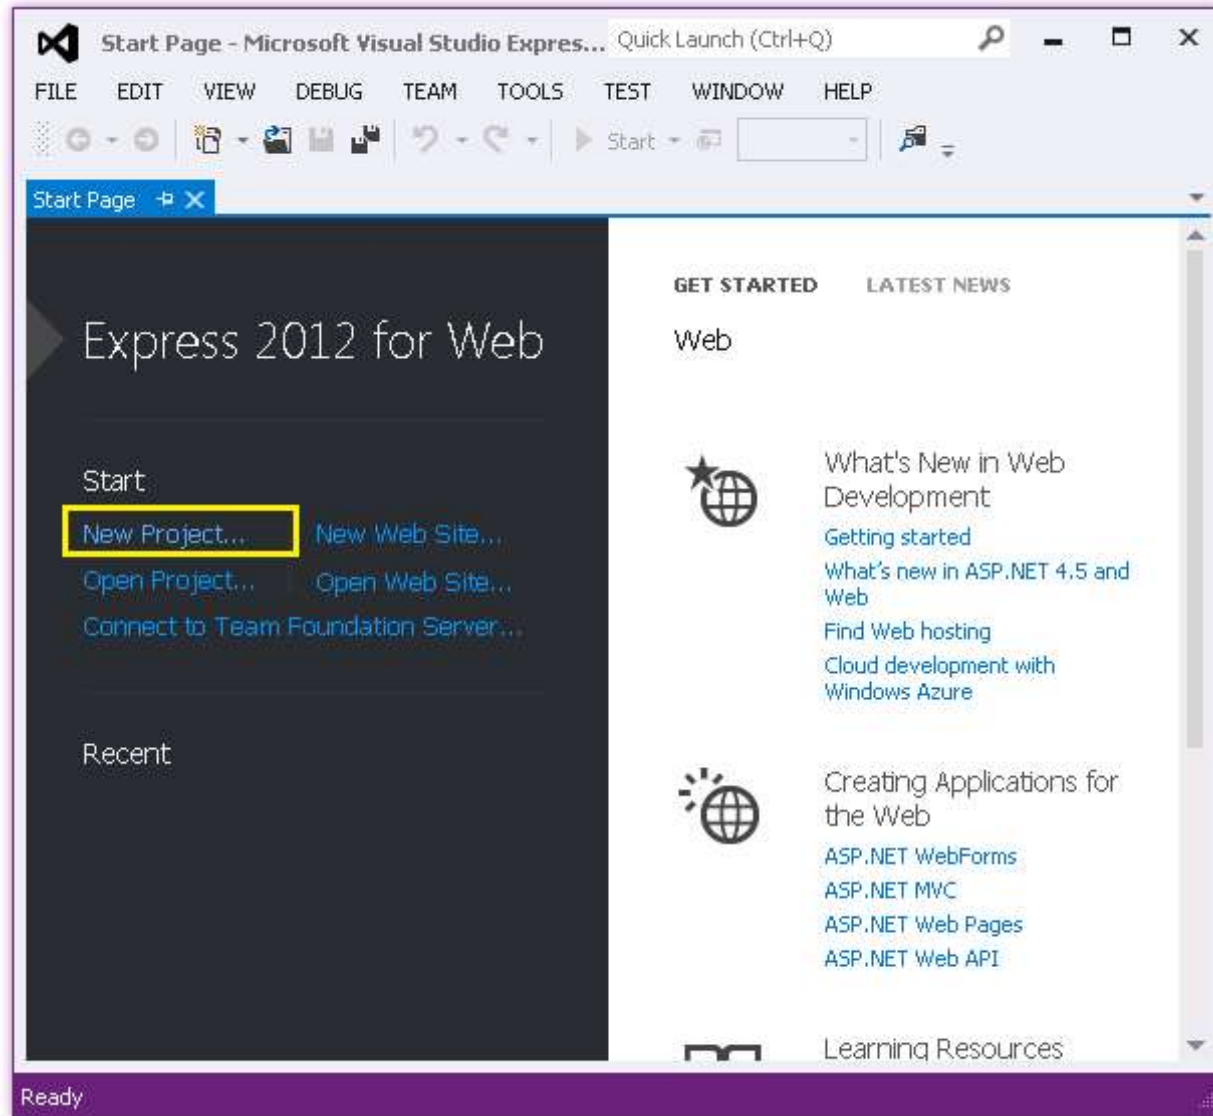 Start Page - Microsoft Visual Studio Expres... Quick Launch (Ctrl+Q)
FILE EDIT VIEW DEBUG TEAM TOOLS TEST WINDOW HELP
Start
Start Page
Express 2012 for Web
Start
New Project... New Web Site...
Open Project... Open Web Site...
Connect to Team Foundation Server...
Recent
GET STARTED LATEST NEWS
Web
What's New in Web
Development
Getting started
What's new in ASP.NET 4.5 and
Web
Find Web hosting
Cloud development with
Windows Azure
Creating Applications for
the Web
ASP.NET WebForms
ASP.NET MVC
ASP.NET Web Pages
ASP.NET Web API
Learning Resources
Ready